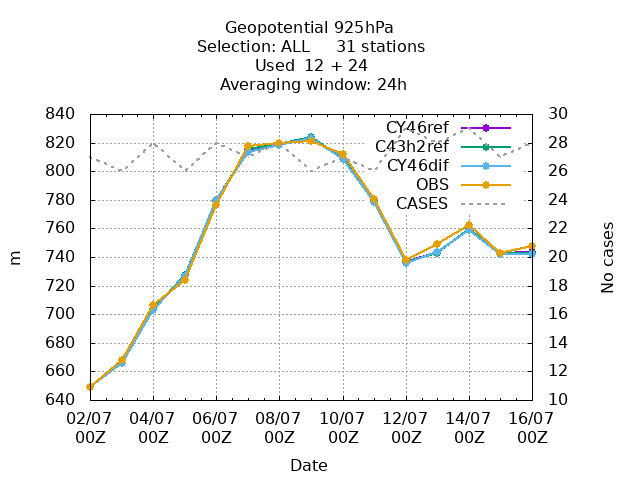 Geopotential 925hPa
Selection: ALL     31 stations
Used  12 + 24
Averaging window: 24h
840
820
800
780
760
740
720
700
680
660
640
30
28
26
24
22
20
18
16
14
12
10
CY46ref
C43h2ref
CY46dif
OBS
CASES
m
No cases
02/07 04/07 06/07 08/07 10/07 12/07 14/07 16/07
00Z 00Z 00Z 00Z 00Z 00Z 00Z 00Z
Date